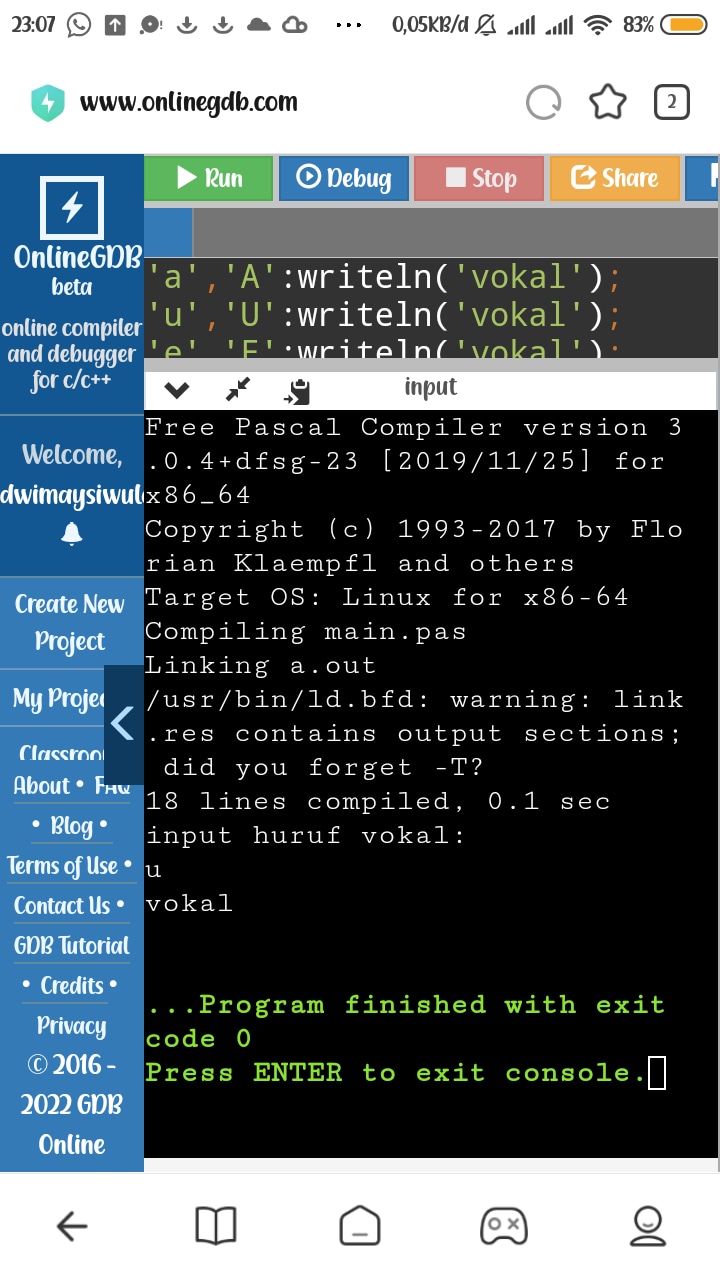 23:07
0,05KB/d
83%
www.onlinegdb.com
2
Run
Debug
Stop
Share
OnlineGDB
beta
online compiler
and debugger
for c/c++
Welcome,
dwimaysiwul
Create New
Project
My Projec
Classroo
About • FAQ
• Blog •
Terms of Use •
Contact Us •
GDB Tutorial
• Credits •
Privacy
© 2016 -
2022 GDB
Online
'a','A':writeln('vokal');
'u','U':writeln('vokal');
'e','E':writeln('vokal');
input
Free Pascal Compiler version 3
.0.4+dfsg-23 [2019/11/25] for
x86_64
Copyright (c) 1993-2017 by Flo
rian Klaempfl and others
Target OS: Linux for x86-64
Compiling main.pas
Linking a.out
/usr/bin/ld.bfd: warning: link
.res contains output sections;
did you forget -T?
18 lines compiled, 0.1 sec
input huruf vokal:
u
vokal
...Program finished with exit
code 0
Press ENTER to exit console.